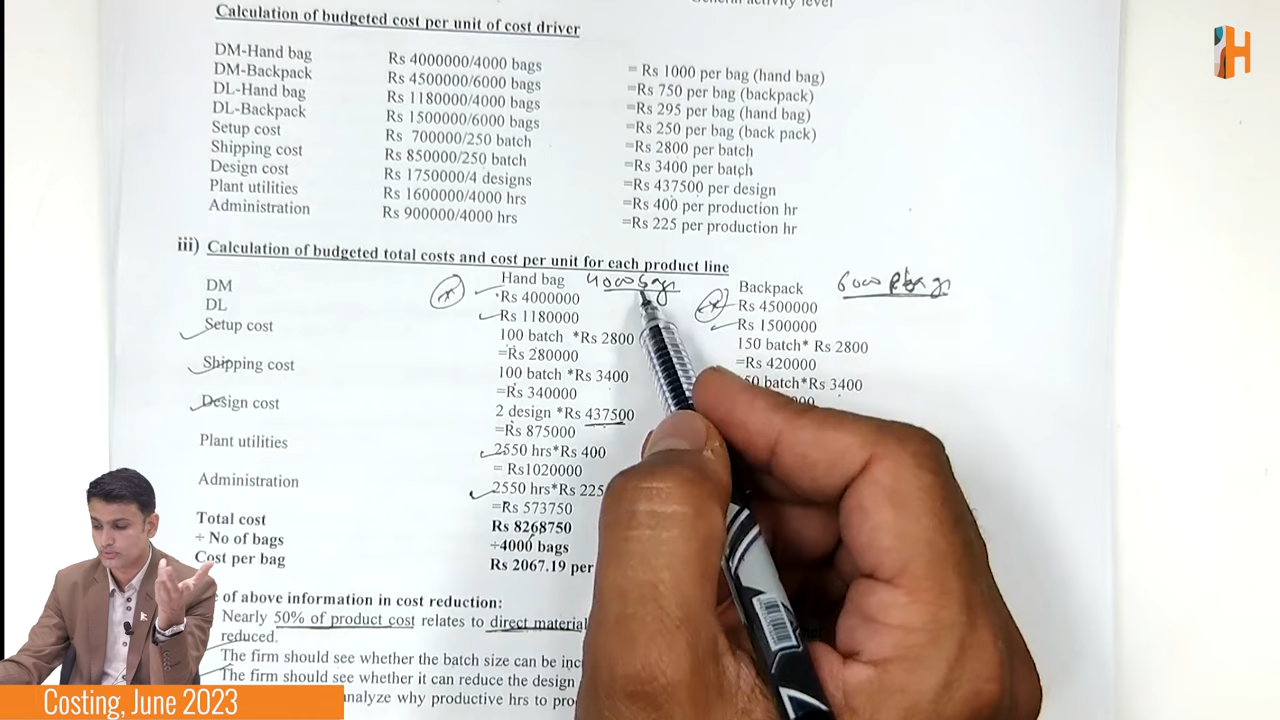 General activity level
H
Calculation of budgeted cost per unit of cost driver
DM-Hand bag Rs 4000000/4000 bags = Rs 1000 per bag (hand bag)
DM-Backpack Rs 4500000/6000 bags =Rs 750 per bag (backpack)
DL-Hand bag Rs 1180000/4000 bags =Rs 295 per bag (hand bag)
DL-Backpack Rs 1500000/6000 bags =Rs 250 per bag (back pack)
Setup cost Rs 700000/250 batch =Rs 2800 per batch
Shipping cost Rs 850000/250 batch =Rs 3400 per batch
Design cost Rs 1750000/4 designs =Rs 437500 per design
Plant utilities Rs 1600000/4000 hrs =Rs 400 per production hr
Administration Rs 900000/4000 hrs =Rs 225 per production hr
iii) Calculation of budgeted total costs and cost per unit for each product line
Hand bag 4000 bags Backpack 6000
DM Rs 4000000 Rs 4500000
DL Rs 1180000 Rs 1500000
Setup cost 100 batch *Rs 2800 150 batch* Rs 2800
=Rs 280000 =Rs 420000
Shipping cost 100 batch *Rs 3400 batch*Rs 3400
=Rs 340000
Design cost 2 design *Rs 437500
=Rs 875000
Plant utilities 2550 hrs*Rs 400
= Rs1020000
Administration 2550 hrs*Rs 225
=Rs 573750
Total cost Rs 8268750
÷ No of bags ÷4000 bags
Cost per bag Rs 2067.19 per
of above information in cost reduction:
Nearly 50% of product cost relates to direct material
reduced.
The firm should see whether the batch size can be inc
The firm should see whether it can reduce the design
nalyze why productive hrs to pro
Costing, June 2023